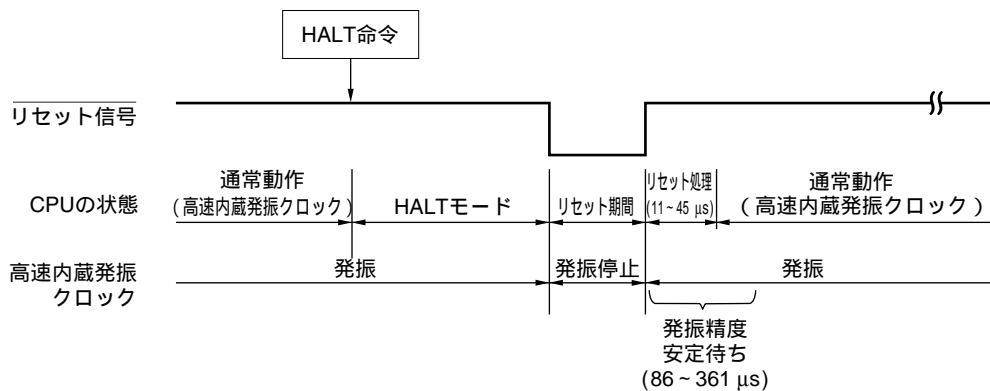 HALT命令
リセット信号
CPUの状態
通常動作
(高速内蔵発振クロック)
HALTモード
リセット期間
リセット処理
(11~45 μs)
通常動作
(高速内蔵発振クロック)
高速内蔵発振
クロック
発振
発振停止
発振
発振精度
安定待ち
(86~361 μs)